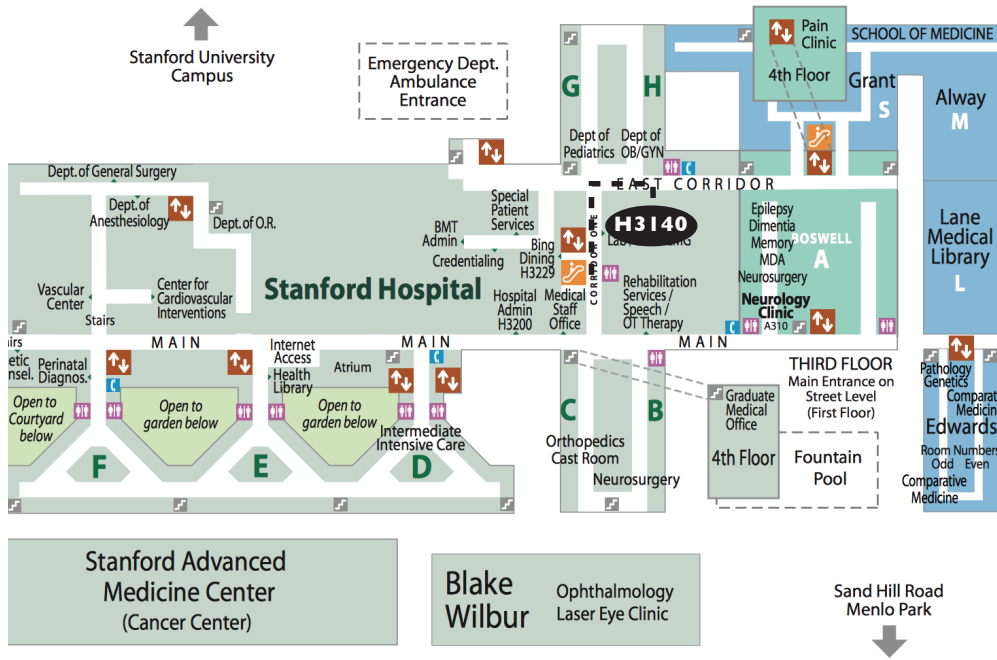 Stanford University
Campus
Emergency Dept.
Ambulance
Entrance
Pain
Clinic
4th Floor
SCHOOL OF MEDICINE
Grant
S
Alway
M
G
H
Dept of
Pediatrics
Dept of
OB/GYN
EAST CORRIDOR
Dept. of General Surgery
Dept. of
Anesthesiology
Dept. of O.R.
Special
Patient
Services
BMT
Admin
Credentialing
Bing
Dining
H3229
CORRIDOR ONE
H3140
Epilepsy
Dimentia
Memory
MDA
Neurosurgery
BOSWELL
A
Lane
Medical
Library
L
Stanford Hospital
Vascular
Center
Center for
Cardiovascular
Interventions
Stairs
Hospital
Admin
H3200
Medical
Staff
Office
Rehabilitation
Services /
Speech /
OT Therapy
Neurology
Clinic
A310
MAIN
MAIN
MAIN
Perinatal
Diagnos.
Internet
Access
Health
Library
Atrium
THIRD FLOOR
Main Entrance on
Street Level
(First Floor)
Pathology
Genetics
Edwards
Room Numbers
Odd Even
Comparative
Medicine
Open to
Courtyard
below
Open to
garden below
Open to
garden below
Intermediate
Intensive Care
F
E
D
C
B
Orthopedics
Cast Room
Neurosurgery
Graduate
Medical
Office
4th Floor
Fountain
Pool
Stanford Advanced
Medicine Center
(Cancer Center)
Blake
Wilbur
Ophthalmology
Laser Eye Clinic
Sand Hill Road
Menlo Park